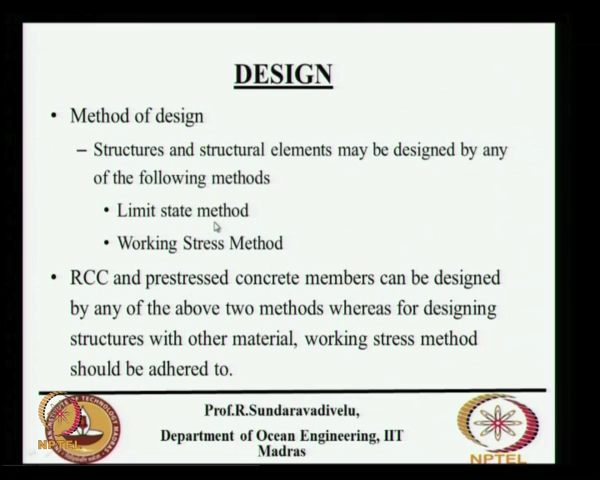 DESIGN
• Method of design
– Structures and structural elements may be designed by any
of the following methods
• Limit state method
• Working Stress Method
• RCC and prestressed concrete members can be designed
by any of the above two methods whereas for designing
structures with other material, working stress method
should be adhered to.
Prof.R.Sundaravadivelu,
Department of Ocean Engineering, IIT
Madras
NPTEL
NPTEL